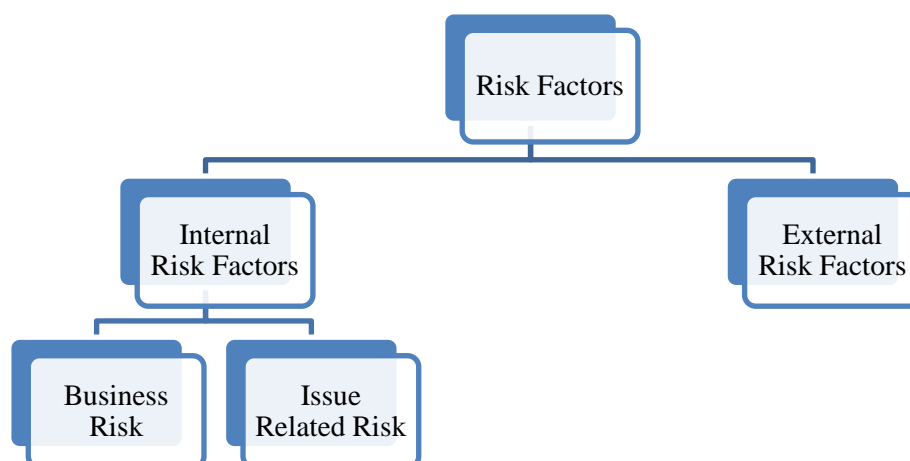 Risk Factors
Internal
Risk Factors
External
Risk Factors
Business
Risk
Issue
Related Risk